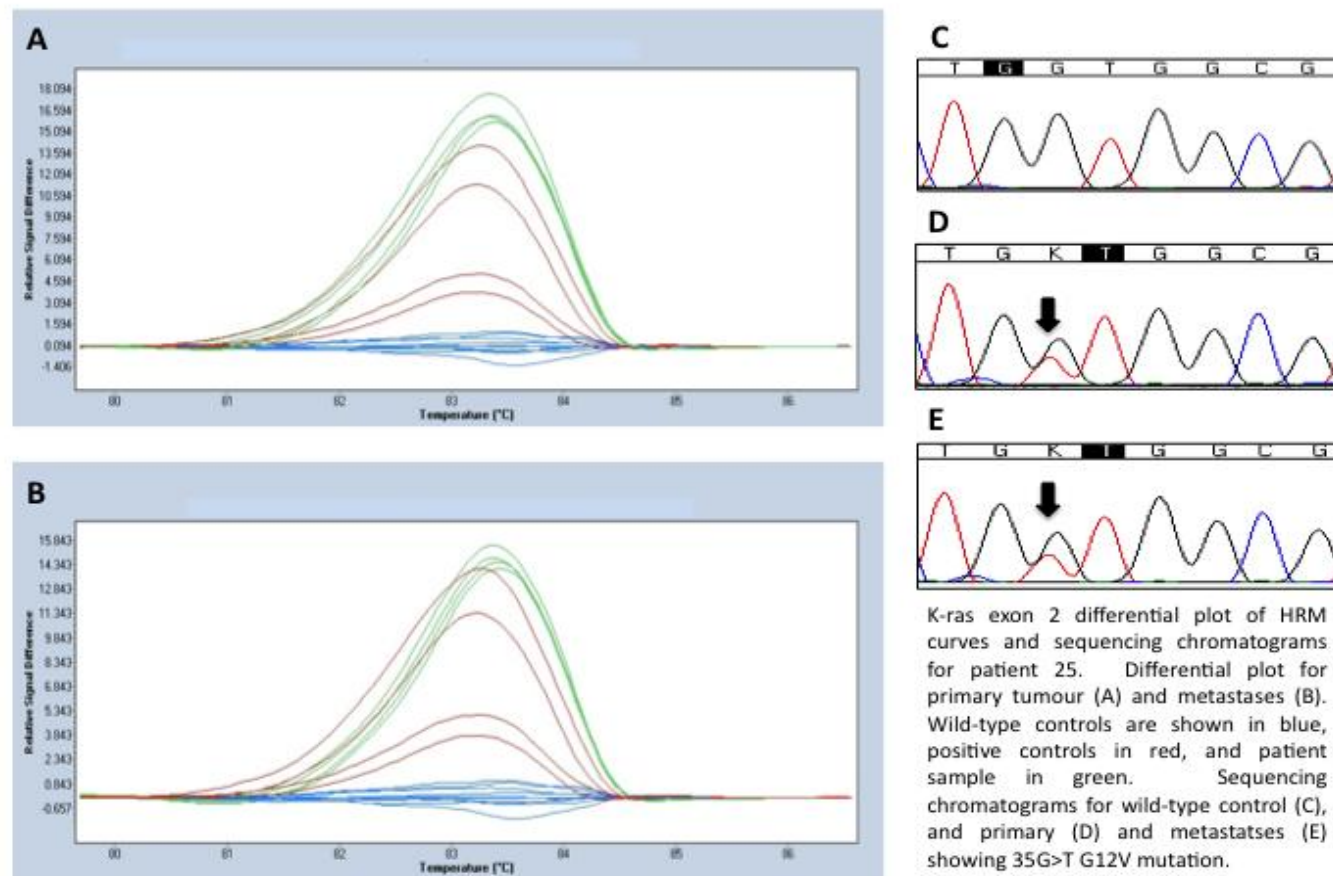 A
18.094
16.594
15.094
13.594
12.094
10.594
9.094
7.594
6.094
4.594
3.094
1.594
0.094
-1.406
Relative Signal Difference
80 81 82 83 84 85 86
Temperature (°C)
B
15.843
14.343
12.843
11.343
9.843
8.343
6.843
5.343
3.843
2.343
0.843
-0.657
Relative Signal Difference
80 81 82 83 84 85 86
Temperature (°C)
C
T G G T G G C G
D
T G K T G G C G
E
T G K T G G C G
K-ras exon 2 differential plot of HRM
curves and sequencing chromatograms
for patient 25. Differential plot for
primary tumour (A) and metastases (B).
Wild-type controls are shown in blue,
positive controls in red, and patient
sample in green. Sequencing
chromatograms for wild-type control (C),
and primary (D) and metastatses (E)
showing 35G>T G12V mutation.